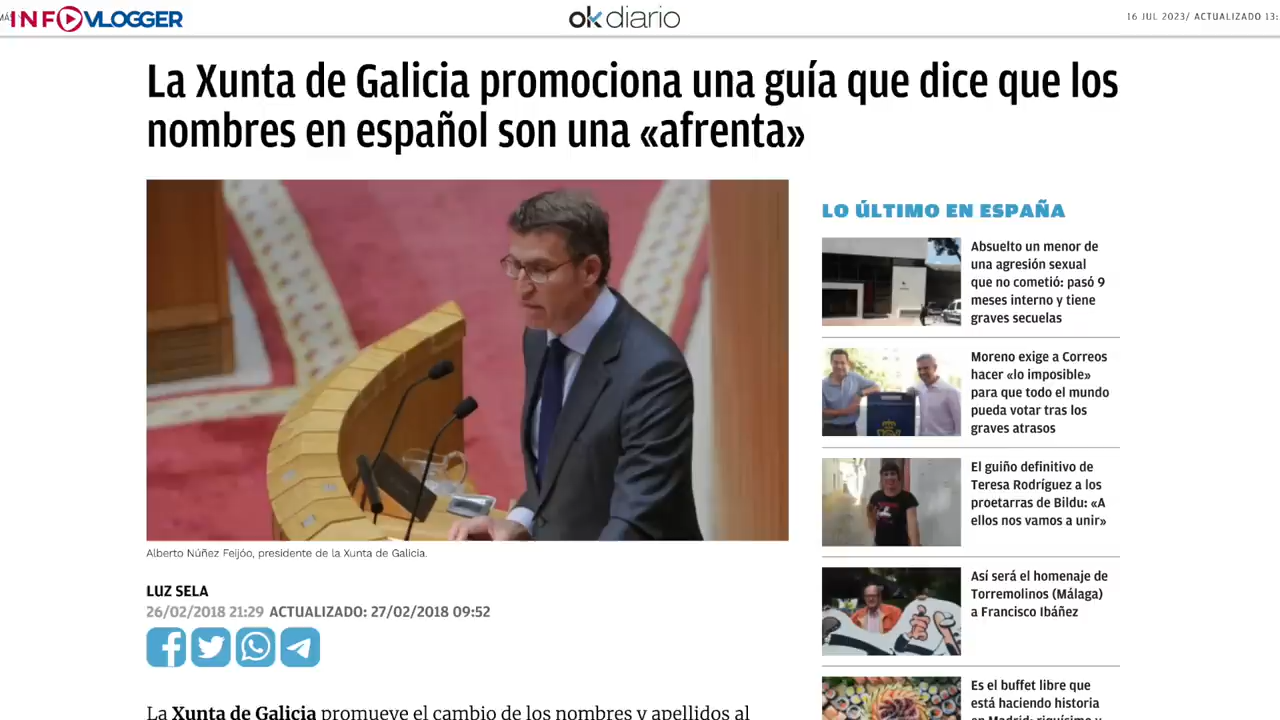 INFOVLOGGER
okdiario
16 JUL 2023/ ACTUALIZADO 13:
La Xunta de Galicia promociona una guía que dice que los
nombres en español son una «afrenta»
Alberto Núñez Feijóo, presidente de la Xunta de Galicia.
LUZ SELA
26/02/2018 21:29 ACTUALIZADO: 27/02/2018 09:52
La Xunta de Galicia promueve el cambio de los nombres y apellidos al
LO ÚLTIMO EN ESPAÑA
Absuelto un menor de
una agresión sexual
que no cometió: pasó 9
meses interno y tiene
graves secuelas
Moreno exige a Correos
hacer «lo imposible»
para que todo el mundo
pueda votar tras los
graves atrasos
El guiño definitivo de
Teresa Rodríguez a los
proetarras de Bildu: «A
ellos nos vamos a unir»
Así será el homenaje de
Torremolinos (Málaga)
a Francisco Ibáñez
Es el buffet libre que
está haciendo historia
en Madrid: riquísimo y